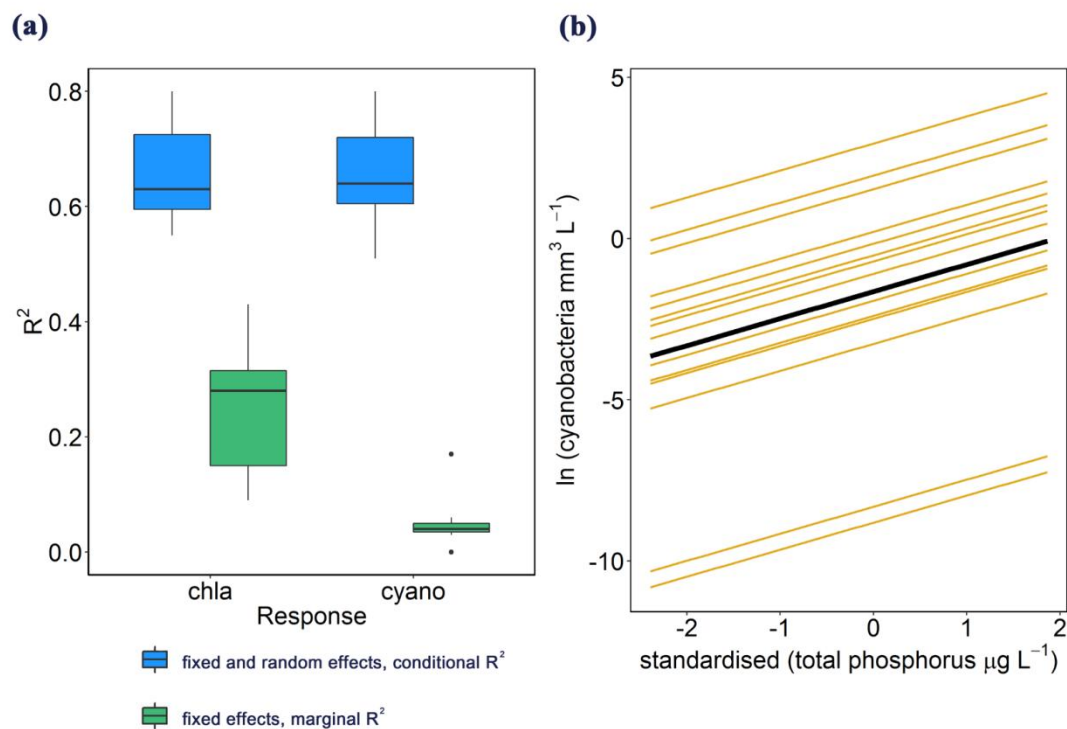 (a)
0.8
0.6
R²
0.4
0.2
0.0
chla cyano
Response
fixed and random effects, conditional R²
fixed effects, marginal R²
(b)
5
0
ln (cyanobacteria mm³ L⁻¹)
-5
-10
-2 -1 0 1 2
standardised (total phosphorus µg L⁻¹)